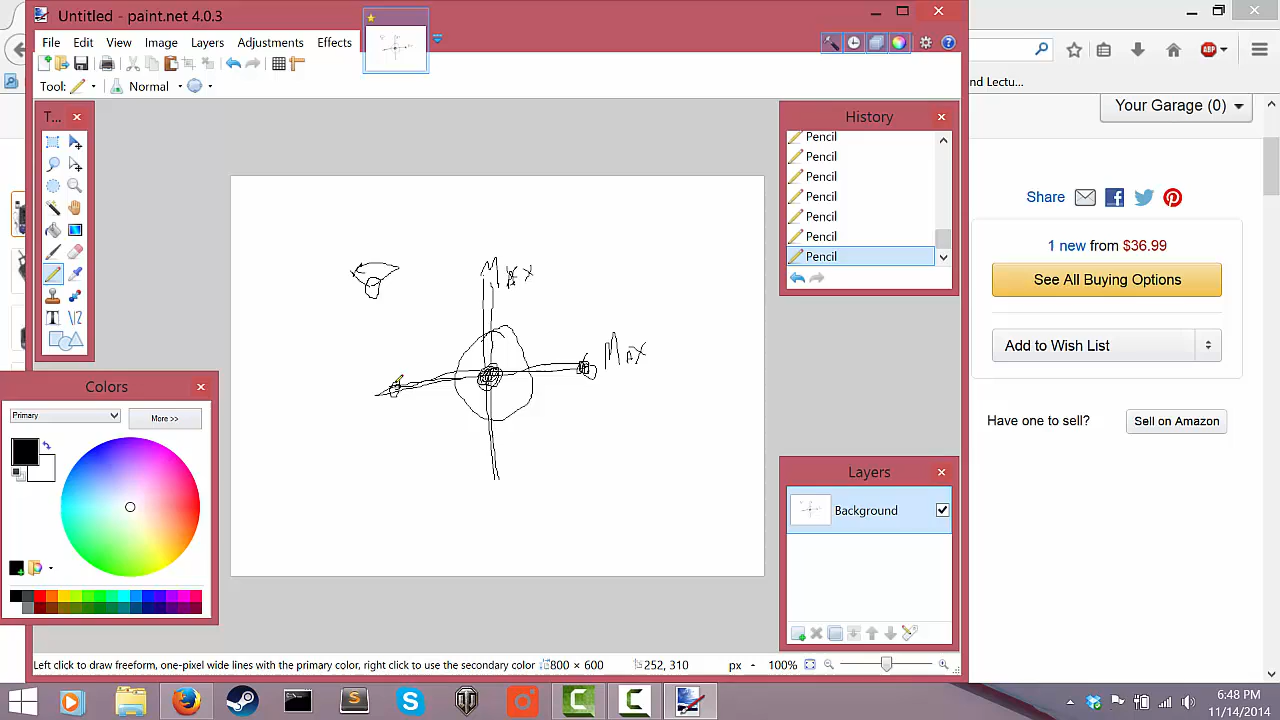 Untitled - paint.net 4.0.3
File Edit View Image Layers Adjustments Effects
Tool: Normal
nd Lectu...
ABP
Your Garage (0)
T...
History
Pencil
Pencil
Pencil
Pencil
Pencil
Pencil
Pencil
Share
1 new from $36.99
See All Buying Options
Add to Wish List
Have one to sell? Sell on Amazon
Max
Max
Colors
Primary
More >>
Layers
Background
Left click to draw freeform, one-pixel wide lines with the primary color, right click to use the secondary color 800 × 600 252, 310 px 100%
6:48 PM
11/14/2014